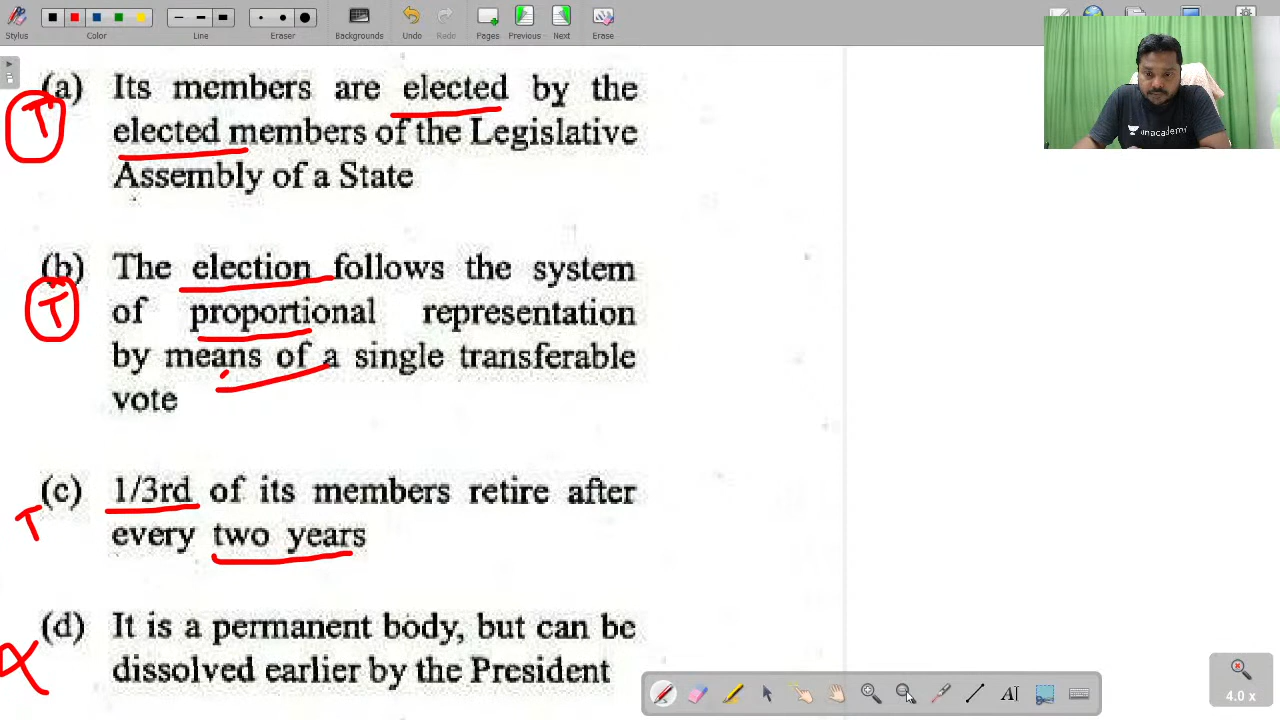 Stylus
Color
Line
Eraser
Backgrounds
Undo
Redo
Pages
Previous
Next
Erase
unacademy
(a) Its members are elected by the
T
elected members of the Legislative
Assembly of a State
(b) The election follows the system
T
of proportional representation
by means of a single transferable
vote
(c) 1/3rd of its members retire after
T
every two years
(d) It is a permanent body, but can be
dissolved earlier by the President
4.0 x